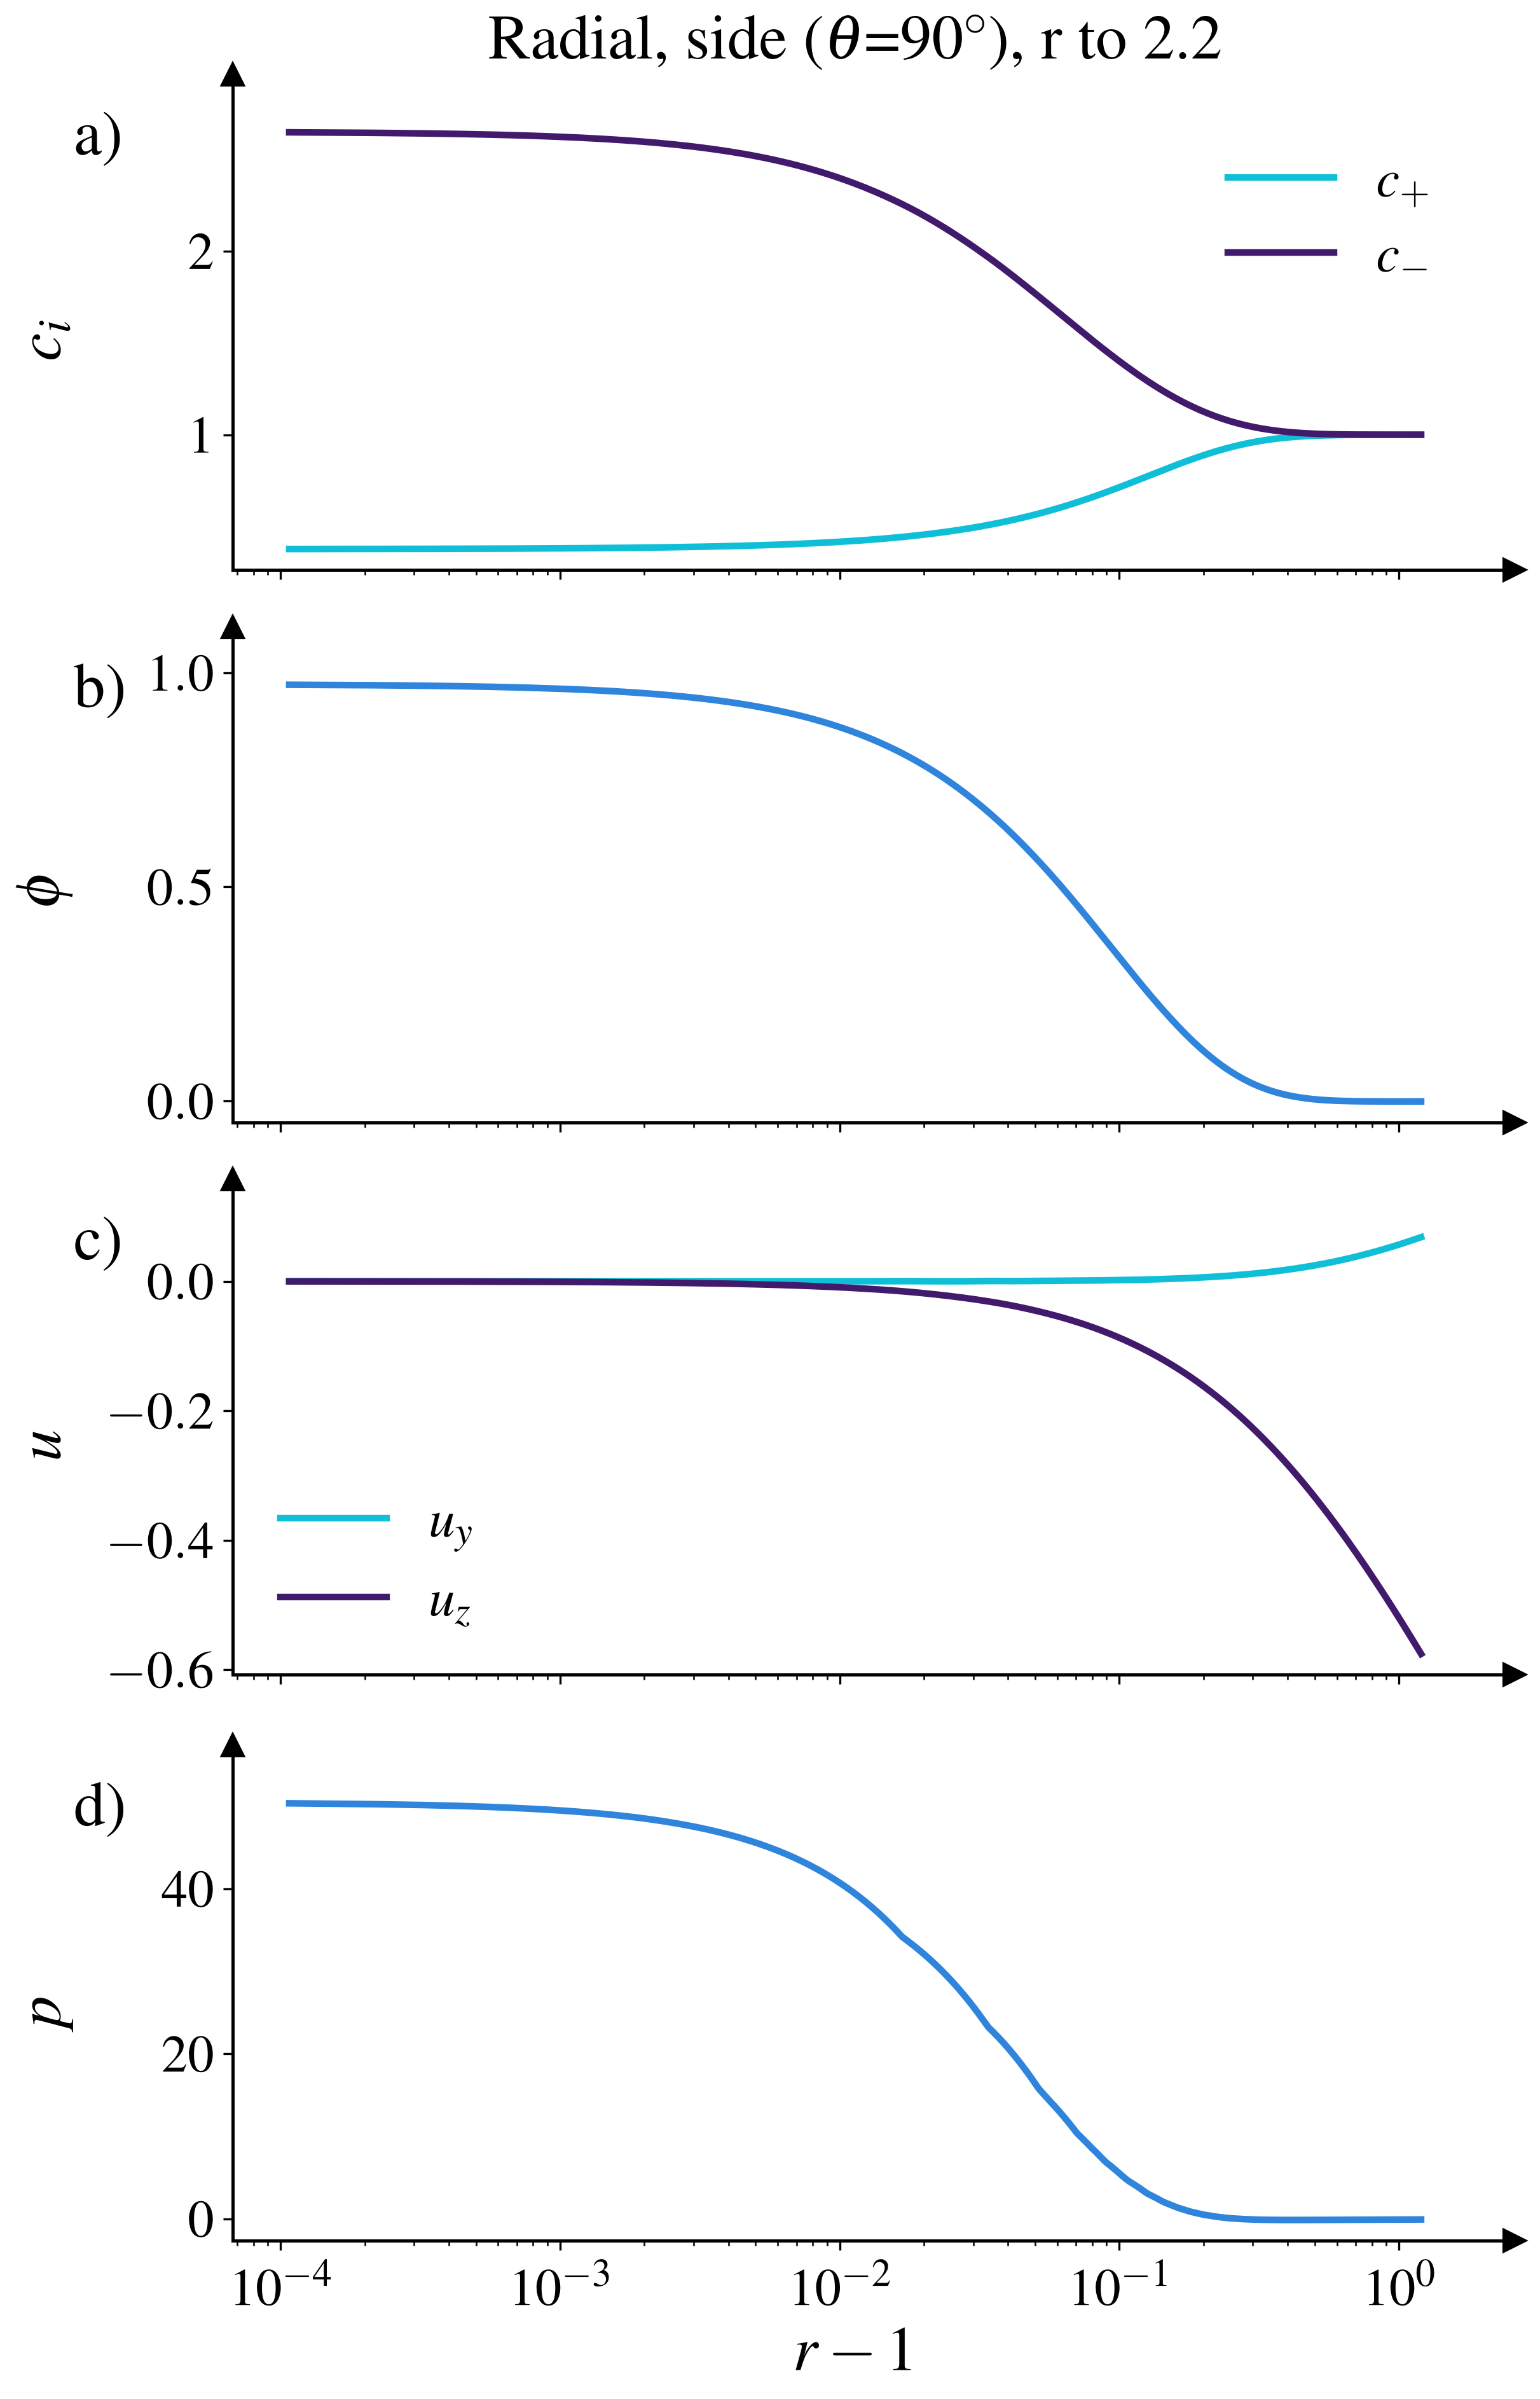 Radial, side (θ=90°), r to 2.2
a)
2
1
c_i
c_+
c_−
b)
1.0
0.5
0.0
ϕ
c)
0.0
−0.2
−0.4
−0.6
u
u_y
u_z
d)
40
20
0
p
10^−4 10^−3 10^−2 10^−1 10^0
r − 1